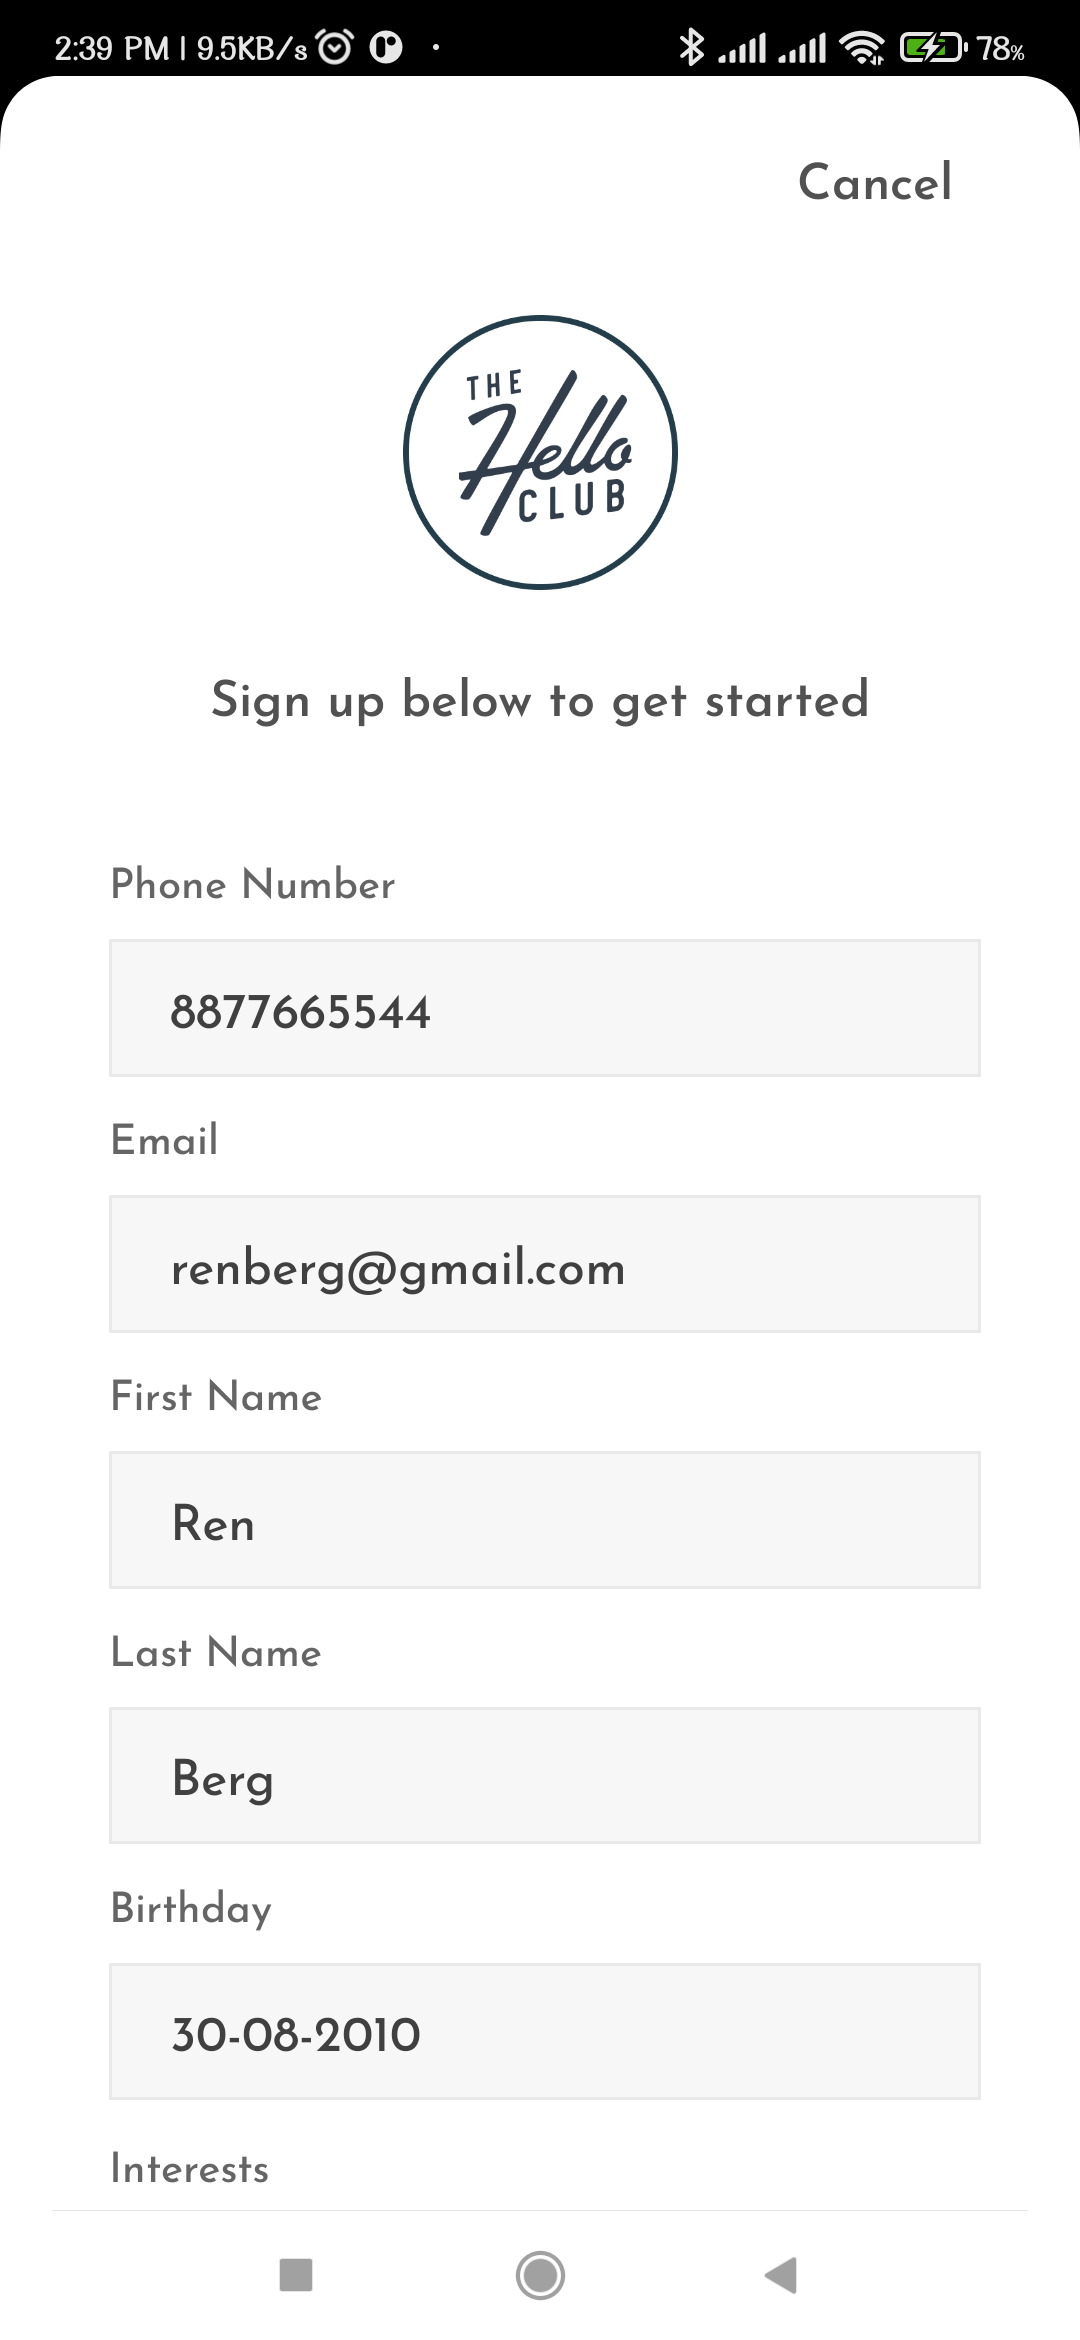 2:39 PM | 9.5KB/s
78%
Cancel
THE
Hello
CLUB
Sign up below to get started
Phone Number
8877665544
Email
renberg@gmail.com
First Name
Ren
Last Name
Berg
Birthday
30-08-2010
Interests